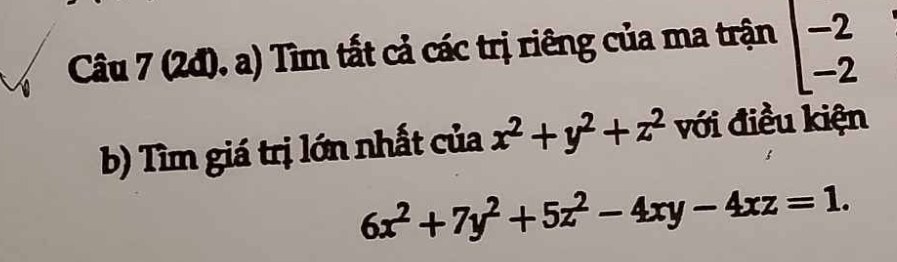 Câu 7 (2đ). a) Tìm tất cả các trị riêng của ma trận [−2
−2
b) Tìm giá trị lớn nhất của x² + y² + z² với điều kiện
6x² + 7y² + 5z² − 4xy − 4xz = 1.